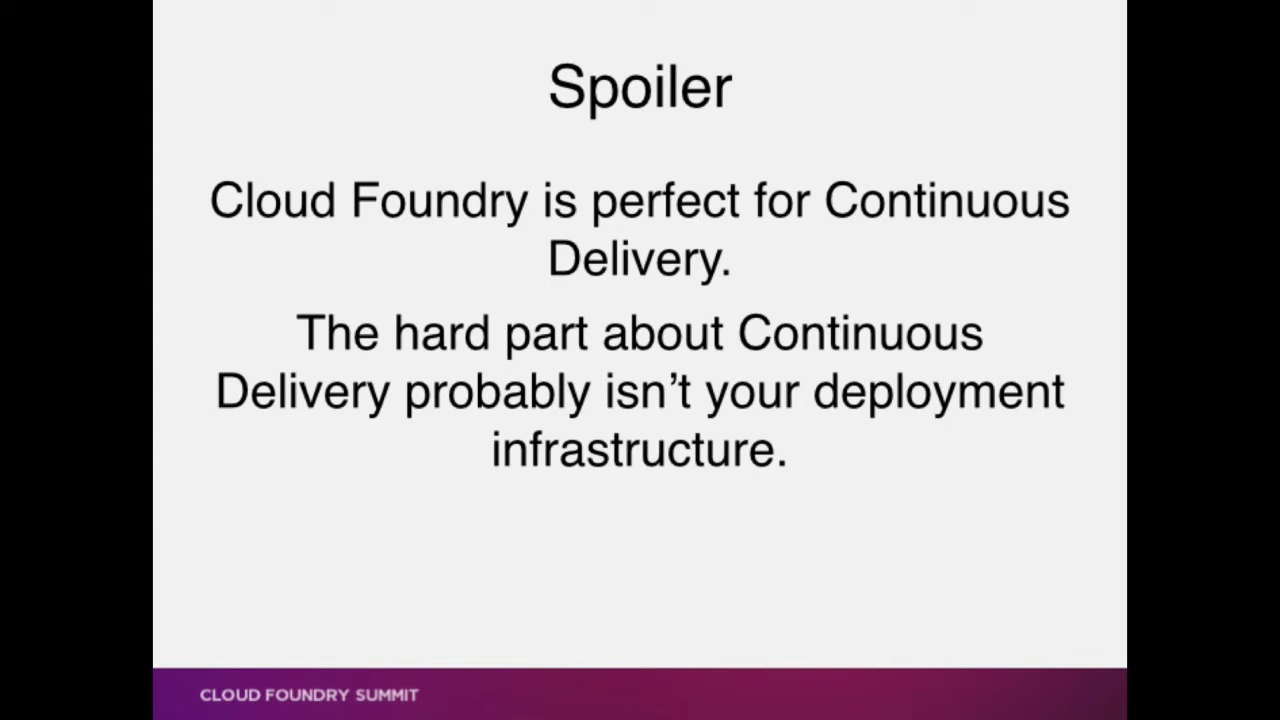 Spoiler
Cloud Foundry is perfect for Continuous
Delivery.
The hard part about Continuous
Delivery probably isn’t your deployment
infrastructure.
CLOUD FOUNDRY SUMMIT